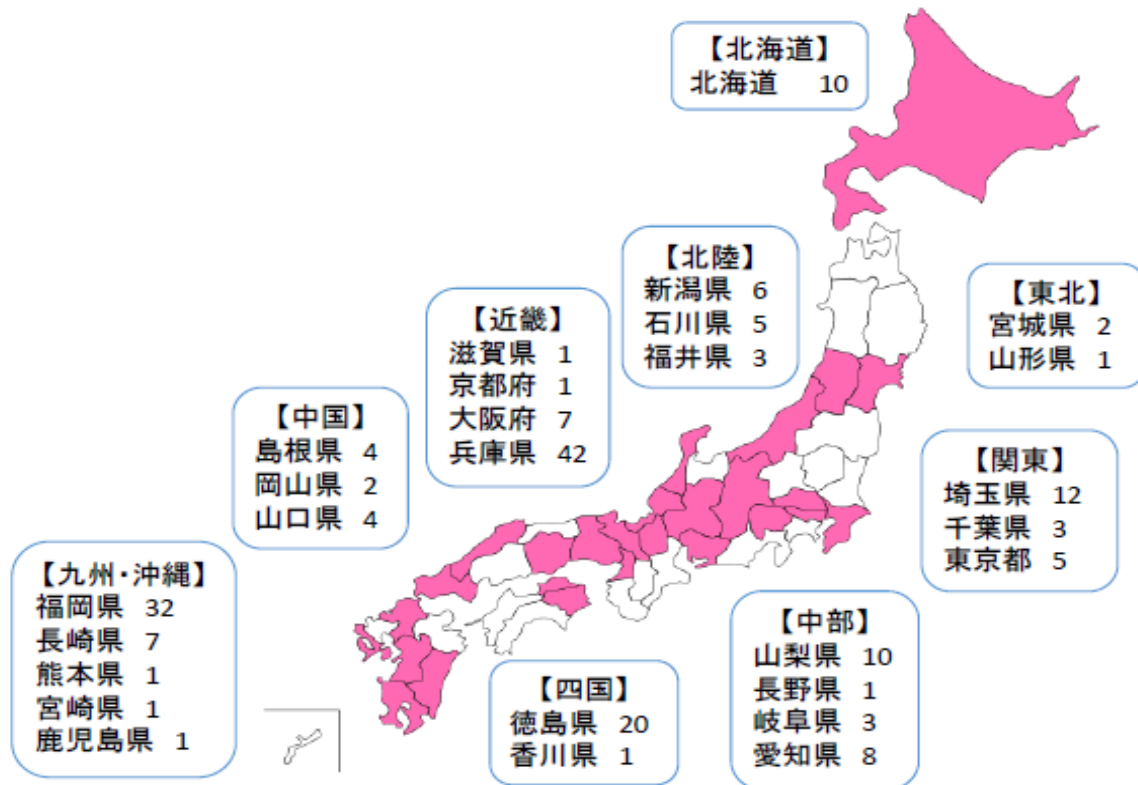 【北海道】
北海道 10
【北陸】
新潟県 6
石川県 5
福井県 3
【東北】
宮城県 2
山形県 1
【近畿】
滋賀県 1
京都府 1
大阪府 7
兵庫県 42
【中国】
島根県 4
岡山県 2
山口県 4
【関東】
埼玉県 12
千葉県 3
東京都 5
【九州・沖縄】
福岡県 32
長崎県 7
熊本県 1
宮崎県 1
鹿児島県 1
【四国】
徳島県 20
香川県 1
【中部】
山梨県 10
長野県 1
岐阜県 3
愛知県 8